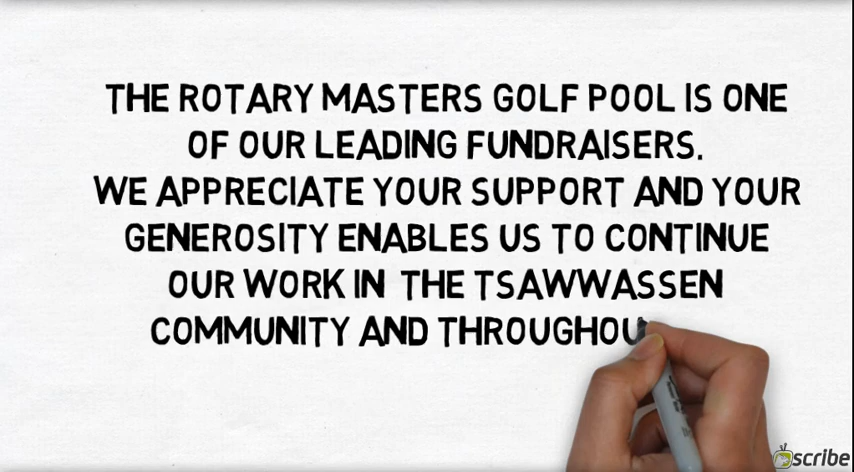 THE ROTARY MASTERS GOLF POOL IS ONE
OF OUR LEADING FUNDRAISERS.
WE APPRECIATE YOUR SUPPORT AND YOUR
GENEROSITY ENABLES US TO CONTINUE
OUR WORK IN THE TSAWWASSEN
COMMUNITY AND THROUGHOU
scribe